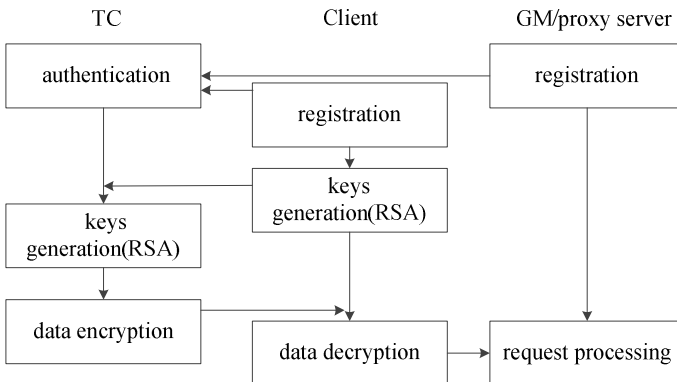 TC
Client
GM/proxy server
authentication
registration
registration
keys
generation(RSA)
keys
generation(RSA)
data encryption
data decryption
request processing